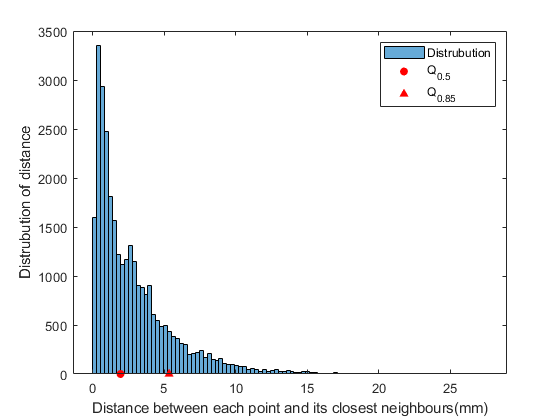 3500
3000
2500
2000
1500
1000
500
0
0
5
10
15
20
25
Distrubution of distance
Distance between each point and its closest neighbours(mm)
Distrubution
Q0.5
Q0.85